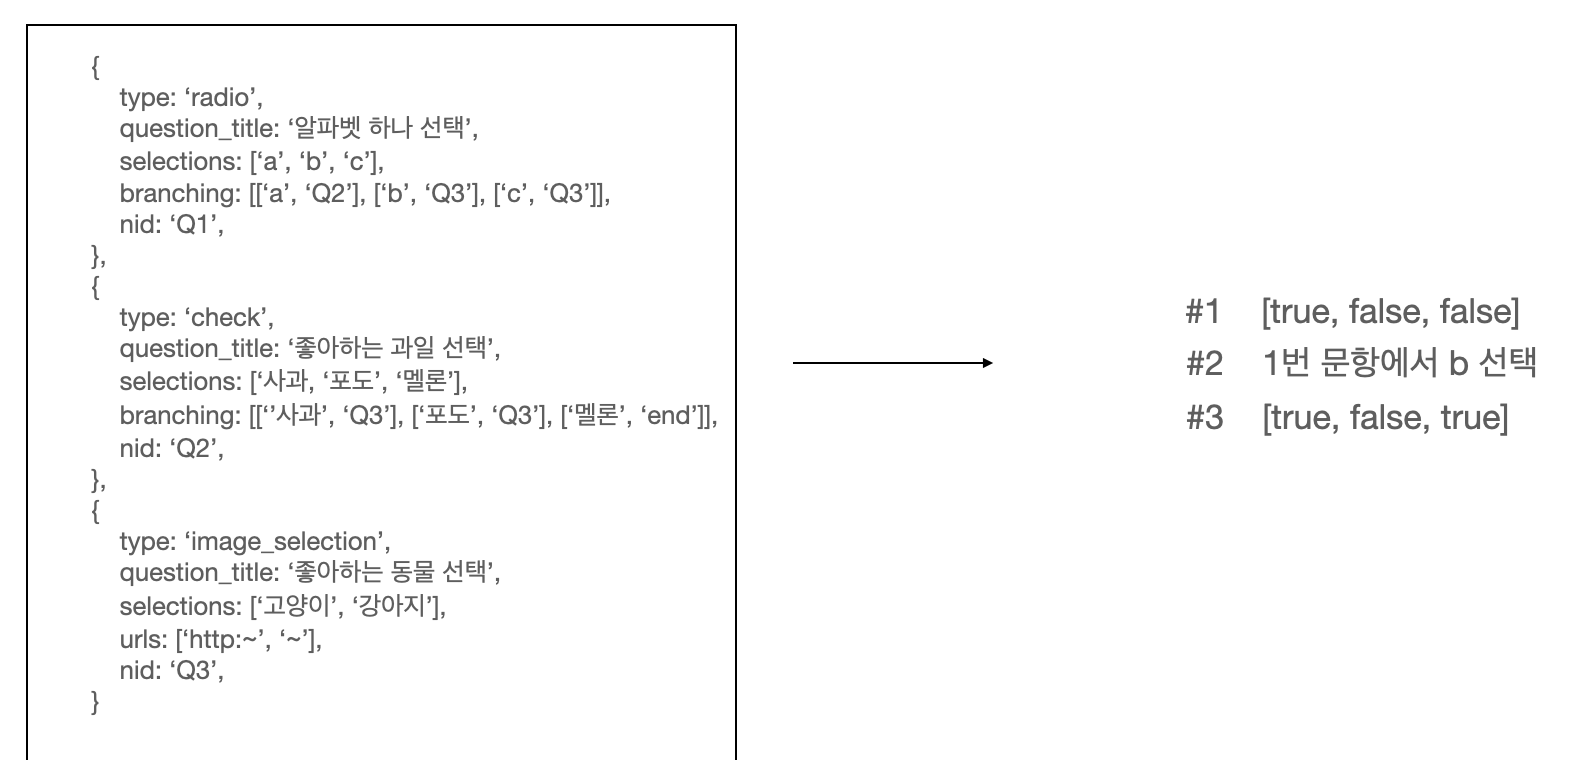 {
type: ‘radio’,
question_title: ‘알파벳 하나 선택’,
selections: [‘a’, ‘b’, ‘c’],
branching: [[‘a’, ‘Q2’], [‘b’, ‘Q3’], [‘c’, ‘Q3’]],
nid: ‘Q1’,
},
{
type: ‘check’,
question_title: ‘좋아하는 과일 선택’,
selections: [‘사과, ‘포도’, ‘멜론’],
branching: [[‘’사과’, ‘Q3’], [‘포도’, ‘Q3’], [‘멜론’, ‘end’]],
nid: ‘Q2’,
},
{
type: ‘image_selection’,
question_title: ‘좋아하는 동물 선택’,
selections: [‘고양이’, ‘강아지’],
urls: [‘http:~’, ‘~’],
nid: ‘Q3’,
}
#1 [true, false, false]
#2 1번 문항에서 b 선택
#3 [true, false, true]